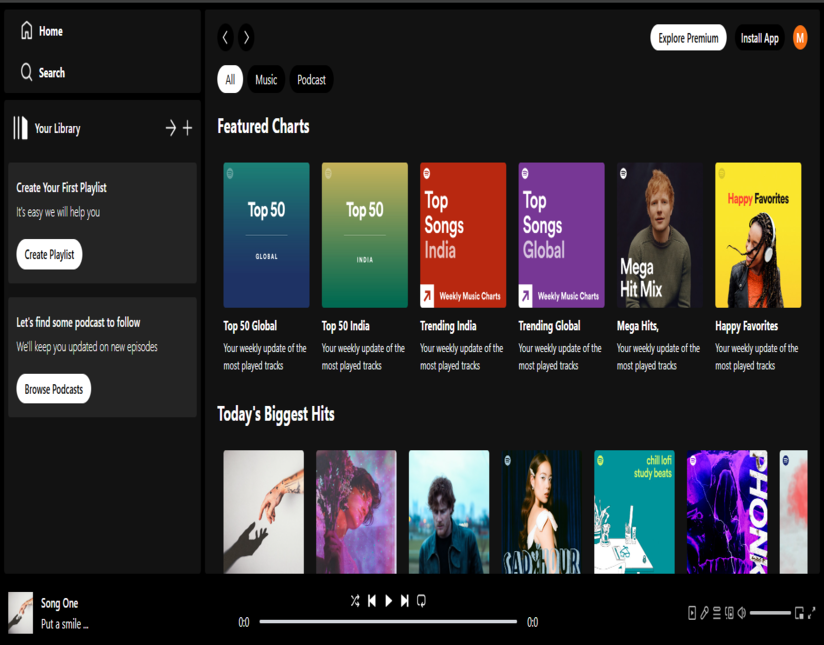 Home
Search
Your Library
Create Your First Playlist
It's easy we will help you
Create Playlist
Let's find some podcast to follow
We'll keep you updated on new episodes
Browse Podcasts
Explore Premium
Install App
M
All
Music
Podcast
Featured Charts
Top 50
GLOBAL
Top 50
INDIA
Top
Songs
India
Weekly Music Charts
Top
Songs
Global
Weekly Music Charts
Mega
Hit Mix
Happy Favorites
Top 50 Global
Your weekly update of the
most played tracks
Top 50 India
Your weekly update of the
most played tracks
Trending India
Your weekly update of the
most played tracks
Trending Global
Your weekly update of the
most played tracks
Mega Hits,
Your weekly update of the
most played tracks
Happy Favorites
Your weekly update of the
most played tracks
Today's Biggest Hits
SAD HOUR
chill lofi
study beats
PHONK
Song One
Put a smile ...
0:0
0:0